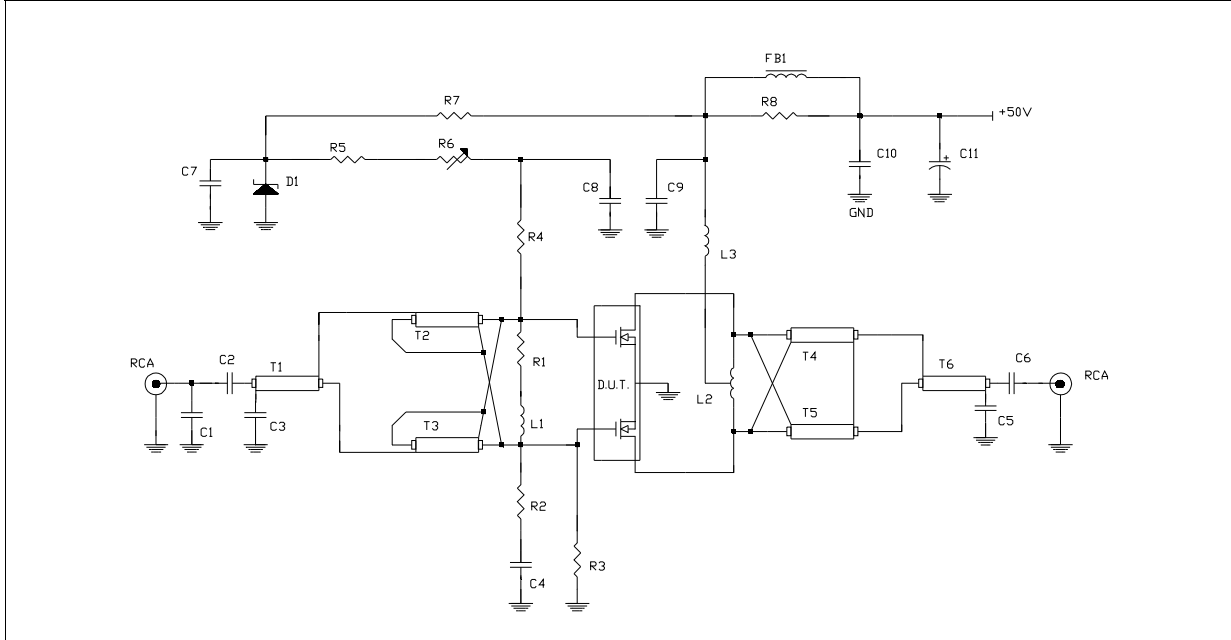 FB1
R7
R8
+50V
R5
R6
C7
D1
C8
C9
C10
C11
GND
R4
L3
T2
RCA
C2
T1
R1
D.U.T.
T4
T6
C6
RCA
L2
C1
C3
T3
L1
T5
C5
R2
C4
R3